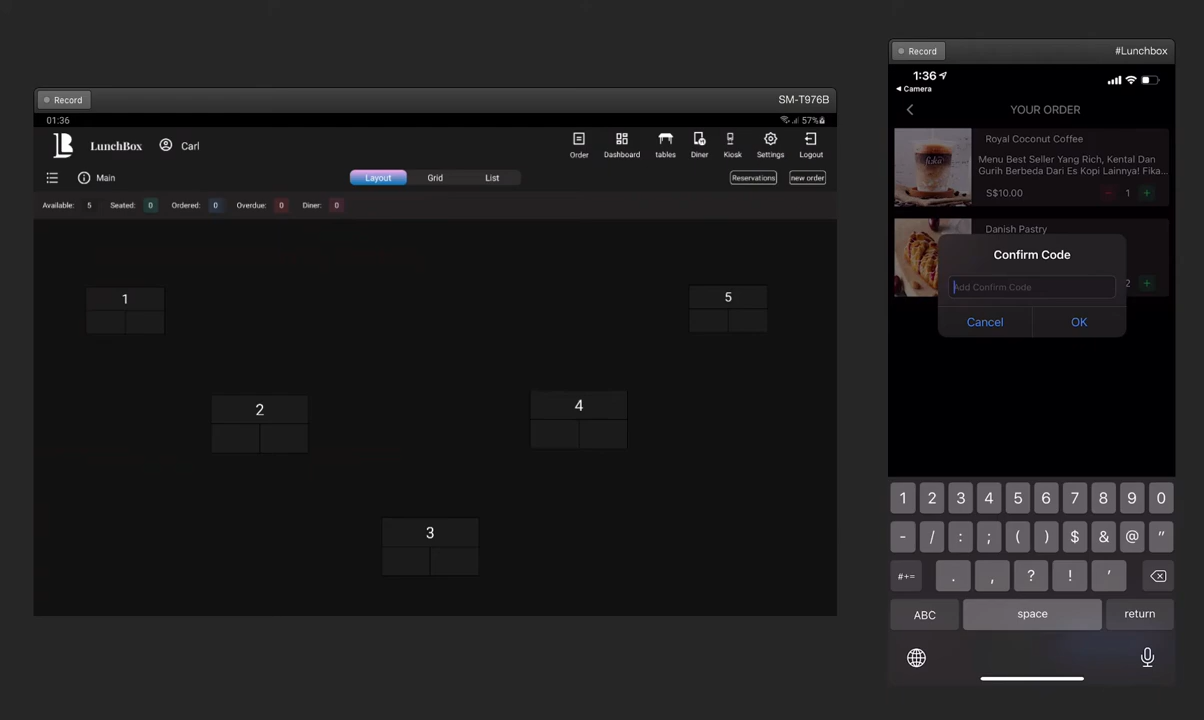 Record
SM-T976B
01:36
57%
LunchBox
Carl
Order
Dashboard
tables
Diner
Kiosk
Settings
Logout
Main
Layout
Grid
List
Reservations
new order
Available: 5
Seated: 0
Ordered: 0
Overdue: 0
Diner: 0
1
5
2
4
3
Record
#Lunchbox
1:36
Camera
YOUR ORDER
Royal Coconut Coffee
Menu Best Seller Yang Rich, Kental Dan
Gurih Berbeda Dari Es Kopi Lainnya! Fika...
S$10.00
- 1 +
Danish Pastry
2 +
Confirm Code
Add Confirm Code
Cancel
OK
1 2 3 4 5 6 7 8 9 0
- / : ; ( ) $ & @ "
#+= . , ? ! '
ABC space return